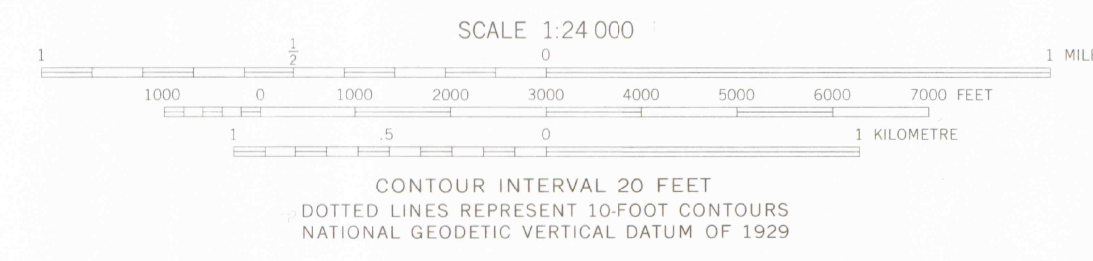 SCALE 1:24 000
1 1/2 0 1 MILE
1000 0 1000 2000 3000 4000 5000 6000 7000 FEET
1 .5 0 1 KILOMETRE
CONTOUR INTERVAL 20 FEET
DOTTED LINES REPRESENT 10-FOOT CONTOURS
NATIONAL GEODETIC VERTICAL DATUM OF 1929